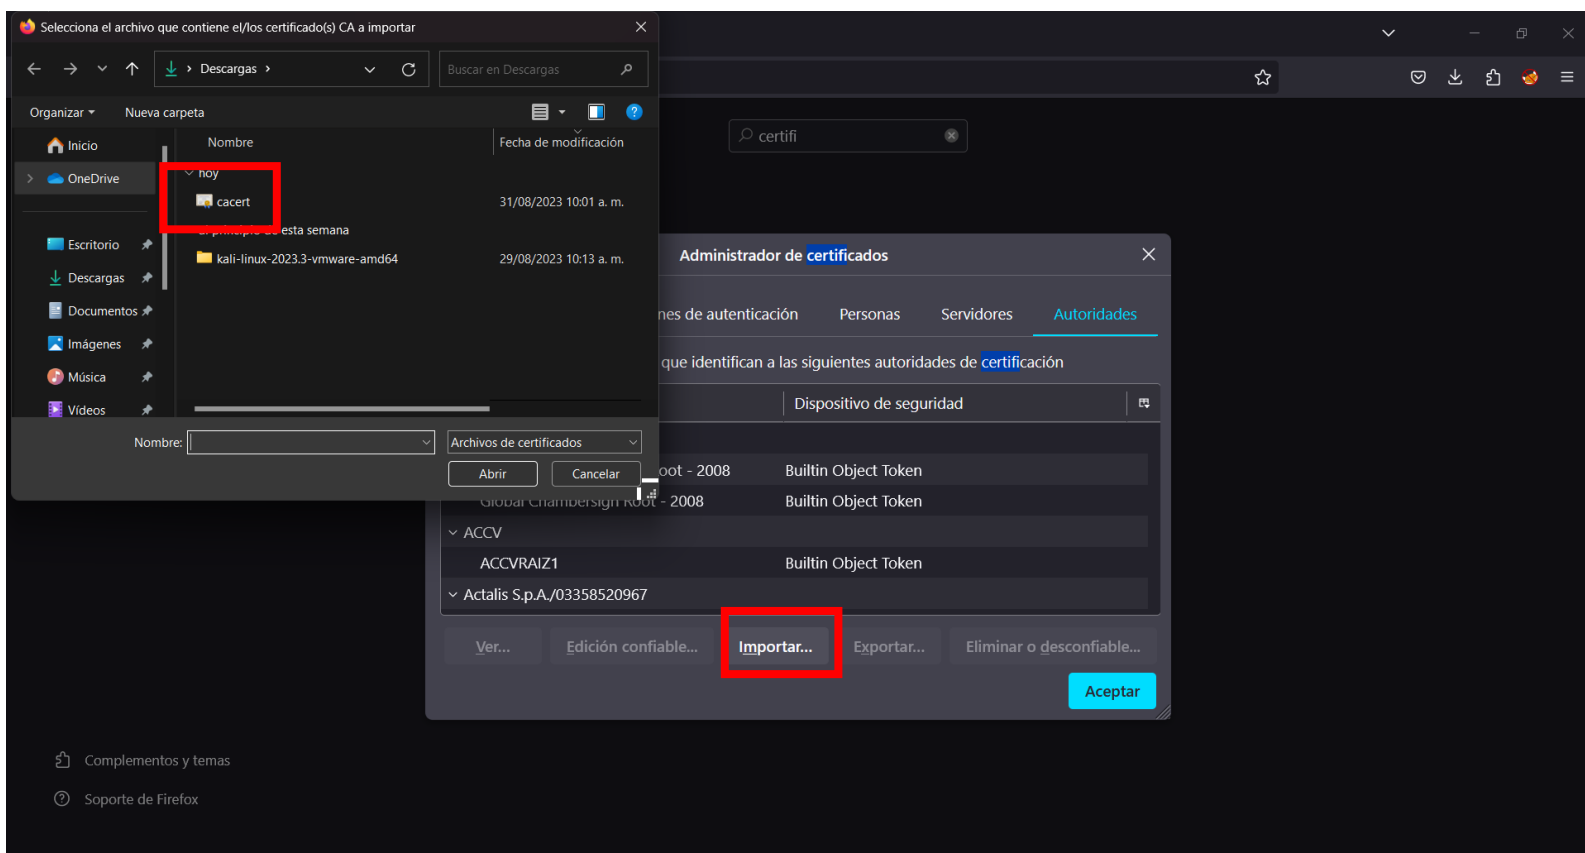 Selecciona el archivo que contiene el/los certificado(s) CA a importar
Descargas
Buscar en Descargas
Organizar
Nueva carpeta
Inicio
OneDrive
Escritorio
Descargas
Documentos
Imágenes
Música
Vídeos
Nombre
Fecha de modificación
hoy
cacert
31/08/2023 10:01 a. m.
principio de esta semana
kali-linux-2023.3-vmware-amd64
29/08/2023 10:13 a. m.
Nombre:
Archivos de certificados
Abrir
Cancelar
certifi
Administrador de certificados
nes de autenticación
Personas
Servidores
Autoridades
que identifican a las siguientes autoridades de certificación
Dispositivo de seguridad
oot - 2008
Builtin Object Token
Global Chambersign Root - 2008
Builtin Object Token
ACCV
ACCVRAIZ1
Builtin Object Token
Actalis S.p.A./03358520967
Ver...
Edición confiable...
Importar...
Exportar...
Eliminar o desconfiable...
Aceptar
Complementos y temas
Soporte de Firefox